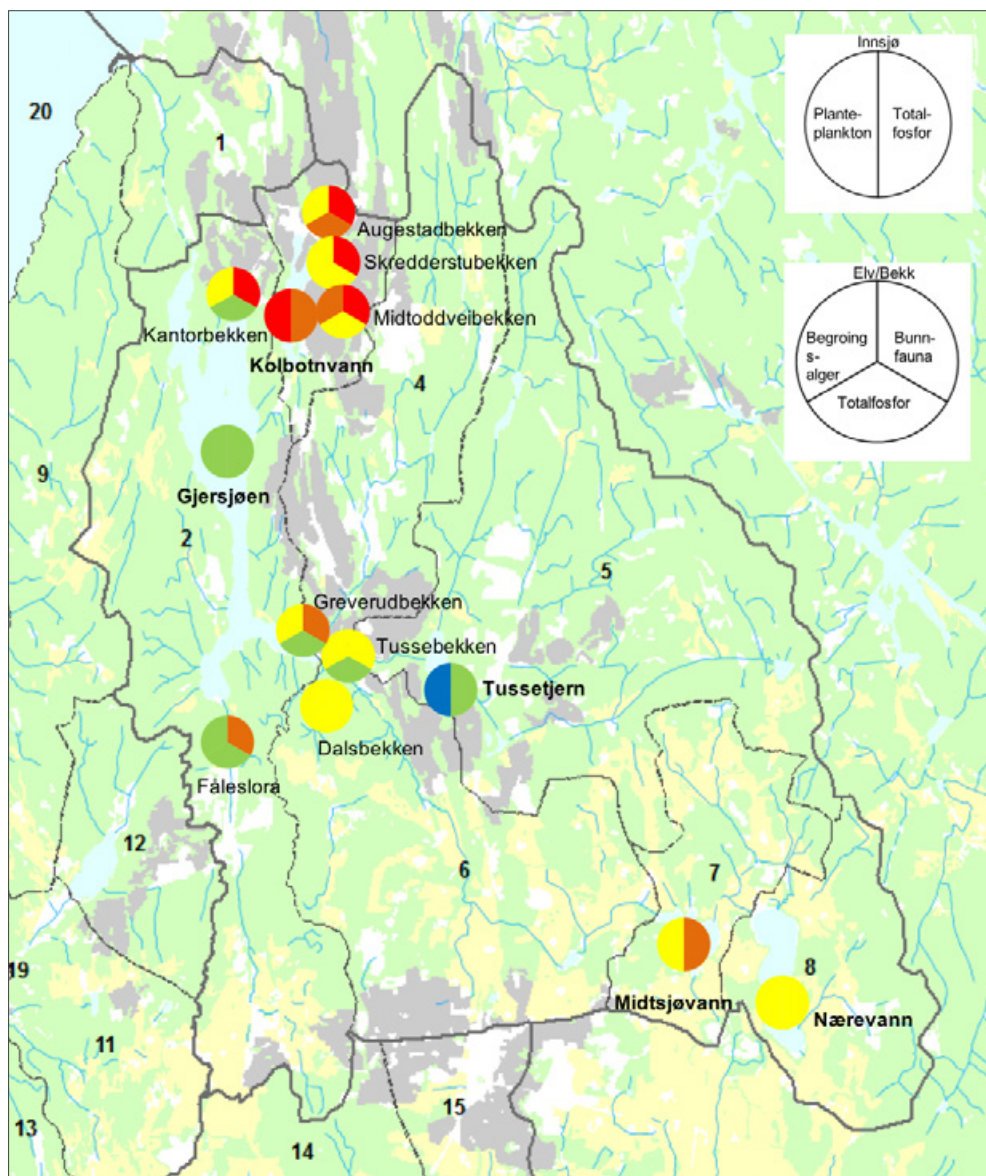 Innsjø
Plante-
plankton
Total-
fosfor
20
1
Augestadbekken
Skredderstubekken
Elv/Bekk
Kantorbekken
Midtoddveibekken
Begroing
s-
alger
Bunn-
fauna
Kolbotnvann
4
Totalfosfor
9
Gjersjøen
2
5
Greverudbekken
Tussebekken
Tussetjern
Dalsbekken
Fåleslora
12
6
7
19
8
Midtsjøvann
Nærevann
11
15
13
14